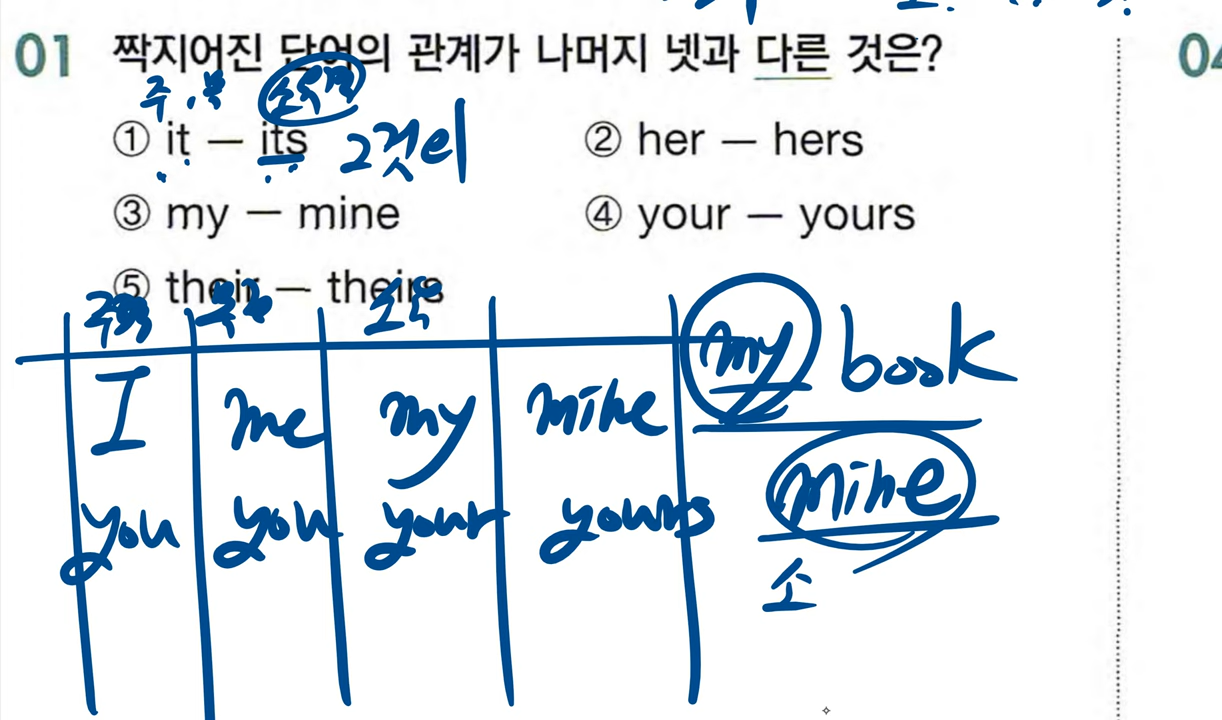 01 짝지어진 단어의 관계가 나머지 넷과 다른 것은?
주, 목 소유격
① it — its 그것의 ② her — hers
③ my — mine ④ your — yours
⑤ their — theirs
주격 목적 소유
I me my mine my book
you you your yours mine
소
04